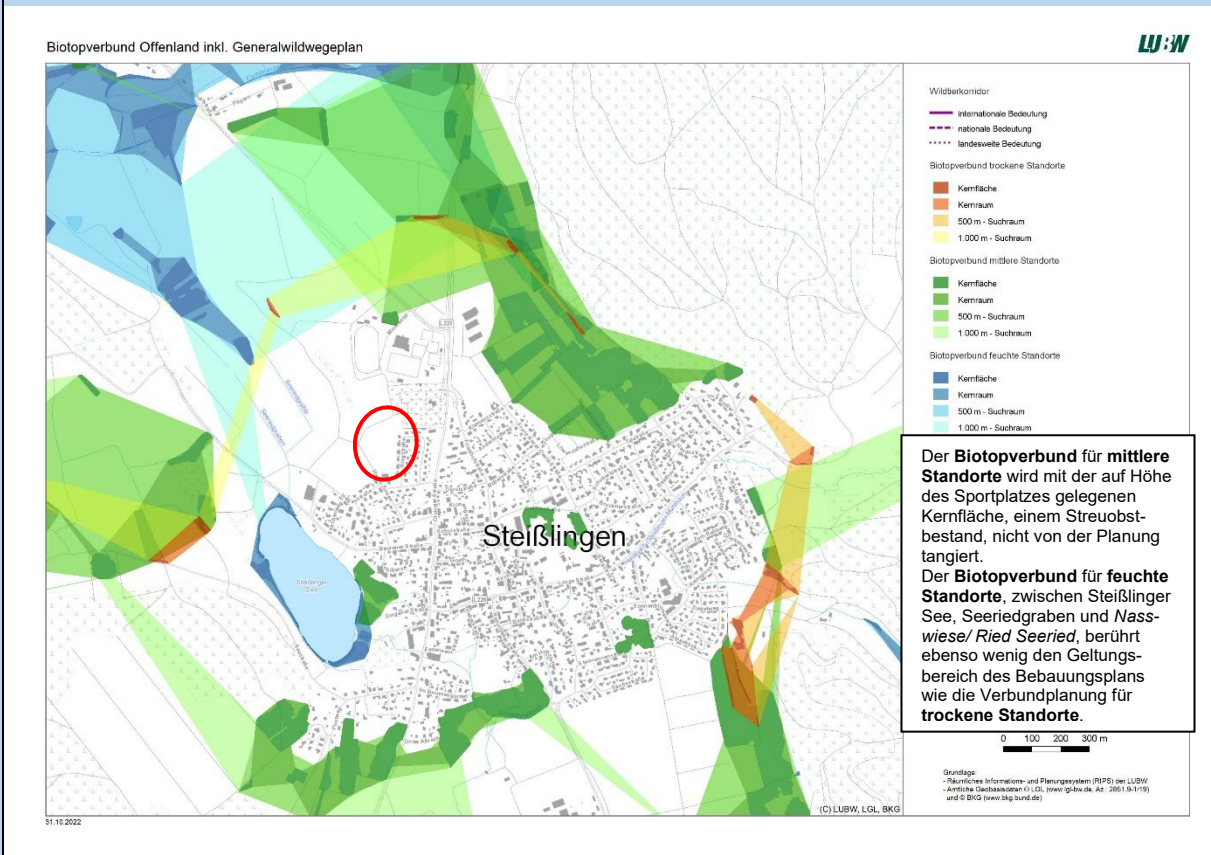 Biotopverbund Offenland inkl. Generalwildwegeplan
LUBW
Wildtierkorridor
internationale Bedeutung
nationale Bedeutung
landesweite Bedeutung
Biotopverbund trockene Standorte
Kernfläche
Kernraum
500 m - Suchraum
1.000 m - Suchraum
Biotopverbund mittlere Standorte
Kernfläche
Kernraum
500 m - Suchraum
1.000 m - Suchraum
Biotopverbund feuchte Standorte
Kernfläche
Kernraum
500 m - Suchraum
1.000 m - Suchraum
Der Biotopverbund für mittlere
Standorte wird mit der auf Höhe
des Sportplatzes gelegenen
Kernfläche, einem Streuobst-
bestand, nicht von der Planung
tangiert.
Der Biotopverbund für feuchte
Standorte, zwischen Steißlinger
See, Seeriedgraben und Nass-
wiese/ Ried Seeried, berührt
ebenso wenig den Geltungs-
bereich des Bebauungsplans
wie die Verbundplanung für
trockene Standorte.
0 100 200 300 m
Grundlage:
- Räumliches Informations- und Planungssystem (RIPS) der LUBW
- Amtliche Geobasisdaten © LGL (www.lgl-bw.de, Az.: 2851.9-1/19)
und © BKG (www.bkg.bund.de)
L 220
Seeriedgraben
Steißlingen
Steißlinger
See
L 226
(C) LUBW, LGL, BKG
31.10.2022